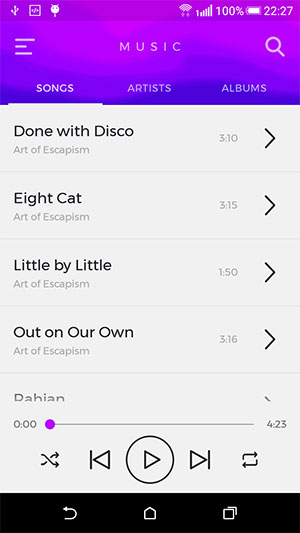 100% 22:27
MUSIC
SONGS ARTISTS ALBUMS
Done with Disco 3:10
Art of Escapism
Eight Cat 3:15
Art of Escapism
Little by Little 1:50
Art of Escapism
Out on Our Own 3:16
Art of Escapism
0:00 4:23